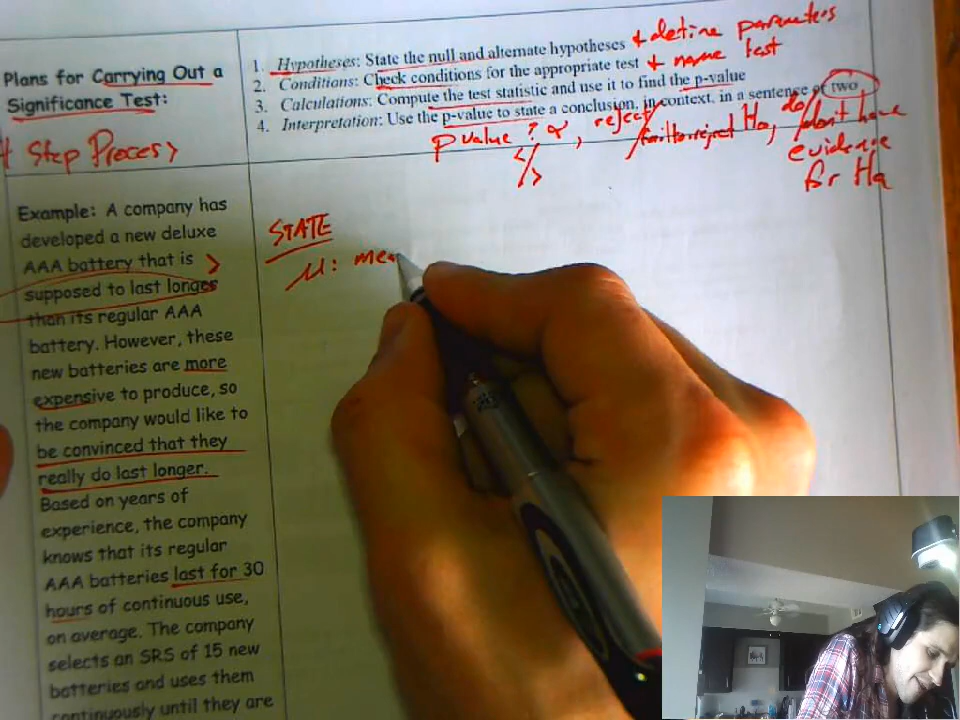 Plans for Carrying Out a
Significance Test:
4 Step Process
1. Hypotheses: State the null and alternate hypotheses + define parameters
2. Conditions: Check conditions for the appropriate test + name test
3. Calculations: Compute the test statistic and use it to find the p-value
4. Interpretation: Use the p-value to state a conclusion, in context, in a sentence or two
p value ? α, reject/fail to reject Ho, do/don't have
</>
evidence
for Ha
Example: A company has
developed a new deluxe
AAA battery that is
supposed to last longer >
than its regular AAA
battery. However, these
new batteries are more
expensive to produce, so
the company would like to
be convinced that they
really do last longer.
Based on years of
experience, the company
knows that its regular
AAA batteries last for 30
hours of continuous use,
on average. The company
selects an SRS of 15 new
batteries and uses them
continuously until they are
STATE
μ: mea